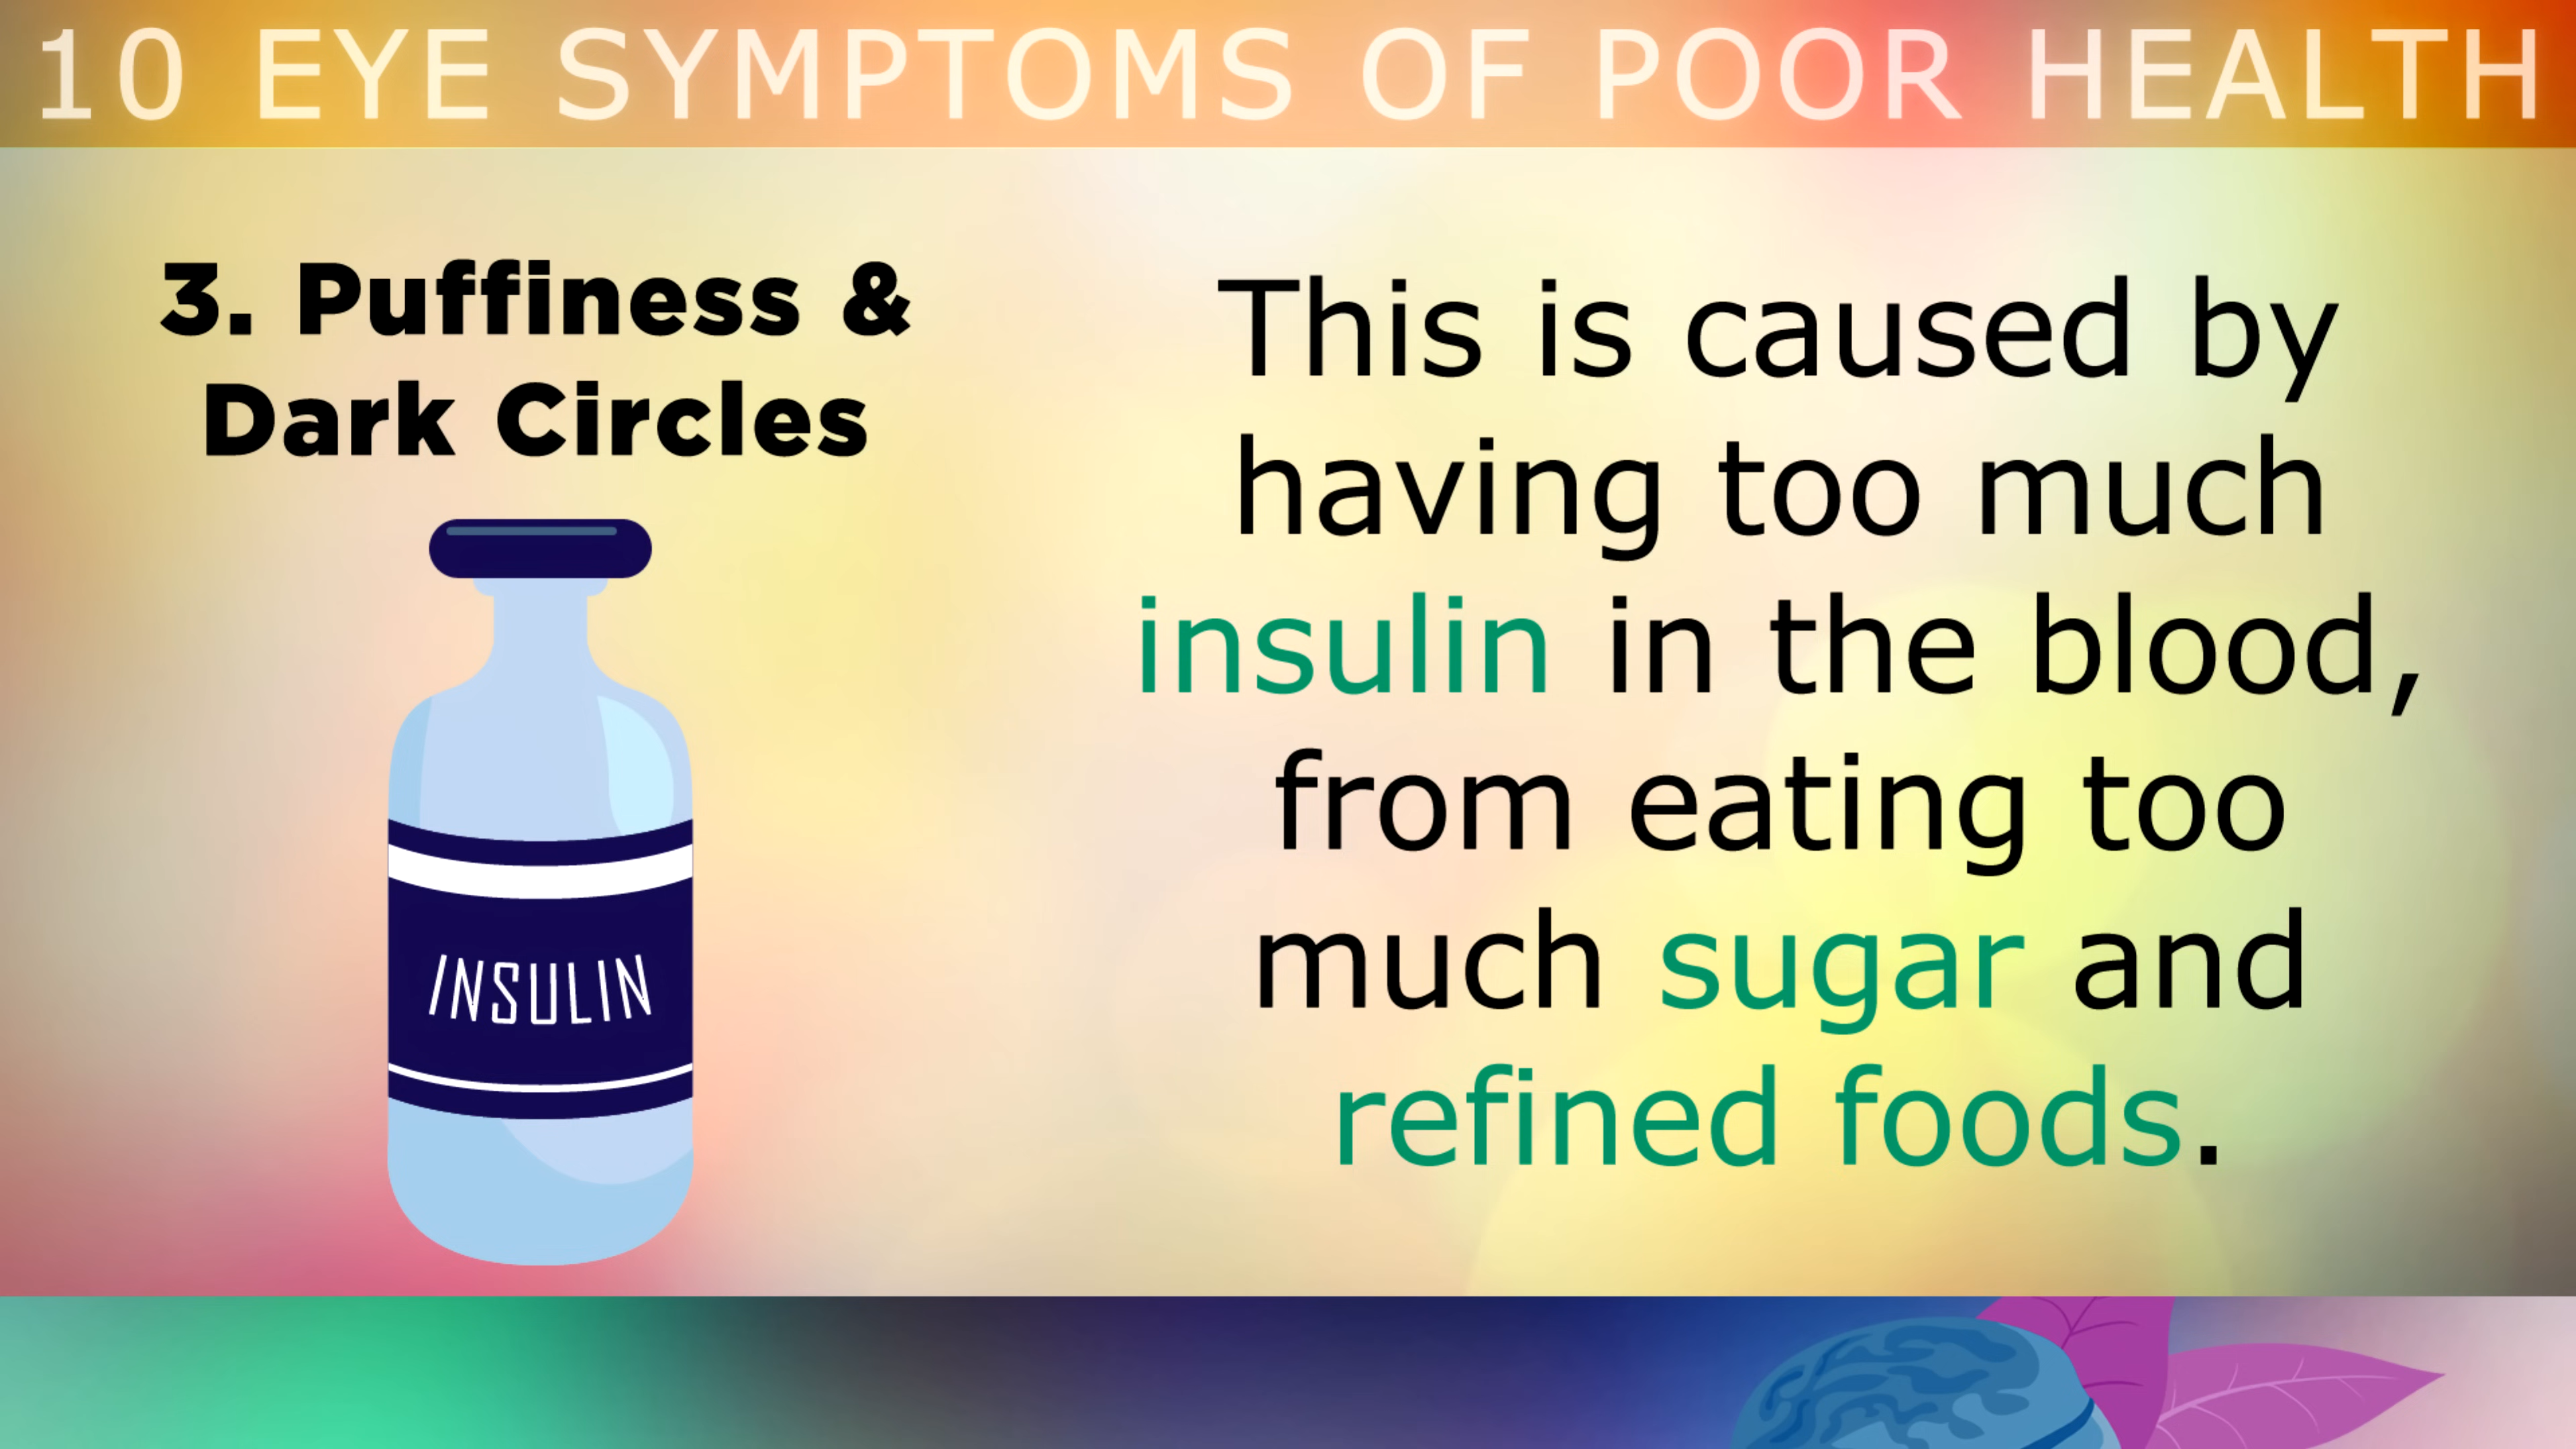 10 EYE SYMPTOMS OF POOR HEALTH
3. Puffiness &
Dark Circles
INSULIN
This is caused by
having too much
insulin in the blood,
from eating too
much sugar and
refined foods.